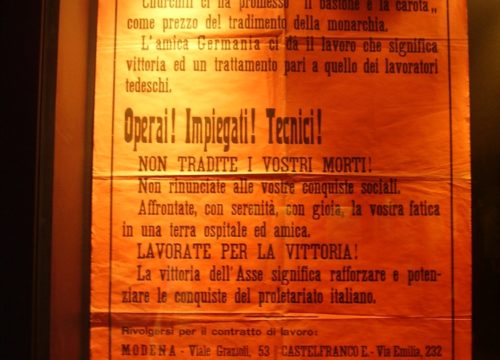 Churchill ci ha promesso "il bastone e la carota„
come prezzo del tradimento della monarchia.
L'amica Germania ci dà il lavoro che significa
vittoria ed un trattamento pari a quello dei lavoratori
tedeschi.
Operai! Impiegati! Tecnici!
NON TRADITE I VOSTRI MORTI!
Non rinunciate alle vostre conquiste sociali.
Affrontate, con serenità, con gioia, la vostra fatica
in una terra ospitale ed amica.
LAVORATE PER LA VITTORIA!
La vittoria dell'Asse significa rafforzare e poten-
ziare le conquiste del proletariato italiano.
Rivolgersi per il contratto di lavoro:
MODENA - Viale Grazioli, 53 CASTELFRANCO E. - Via Emilia, 232